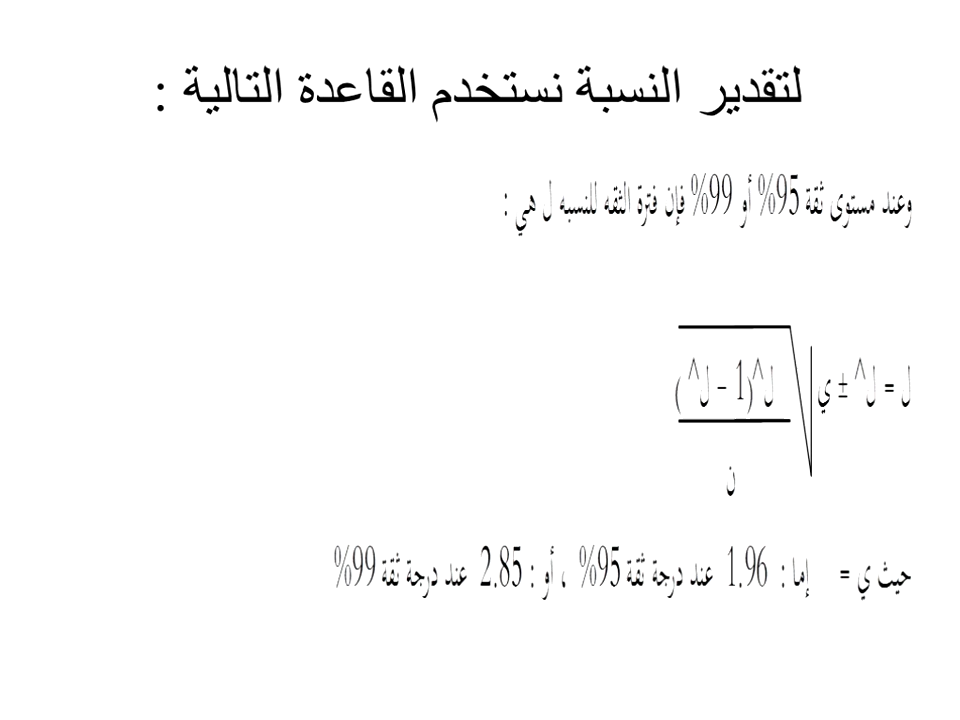 لتقدير النسبة نستخدم القاعدة التالية :
وعند مستوى ثقة 95% أو 99% فإن فترة الثقه للنسبه ل هي :
ل = ل^ ± ي √ ل^(1 – ل^ )
ن
حيث ي = إما : 1.96 عند درجة ثقة 95% ، أو : 2.85 عند درجة ثقة 99%